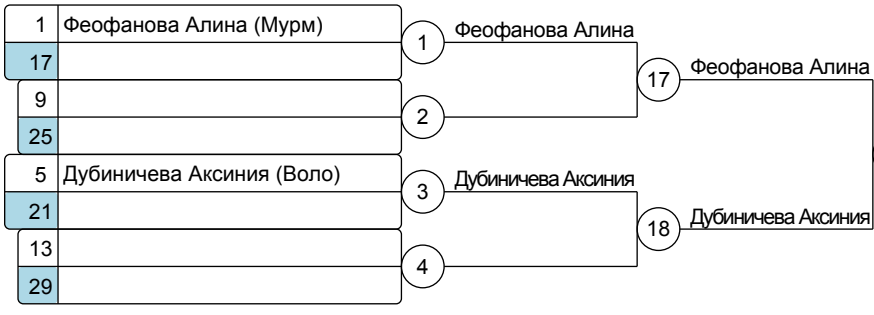 1 Феофанова Алина (Мурм)
17
1 Феофанова Алина
17 Феофанова Алина
9
25
2
5 Дубиничева Аксиния (Воло)
21
3 Дубиничева Аксиния
18 Дубиничева Аксиния
13
29
4